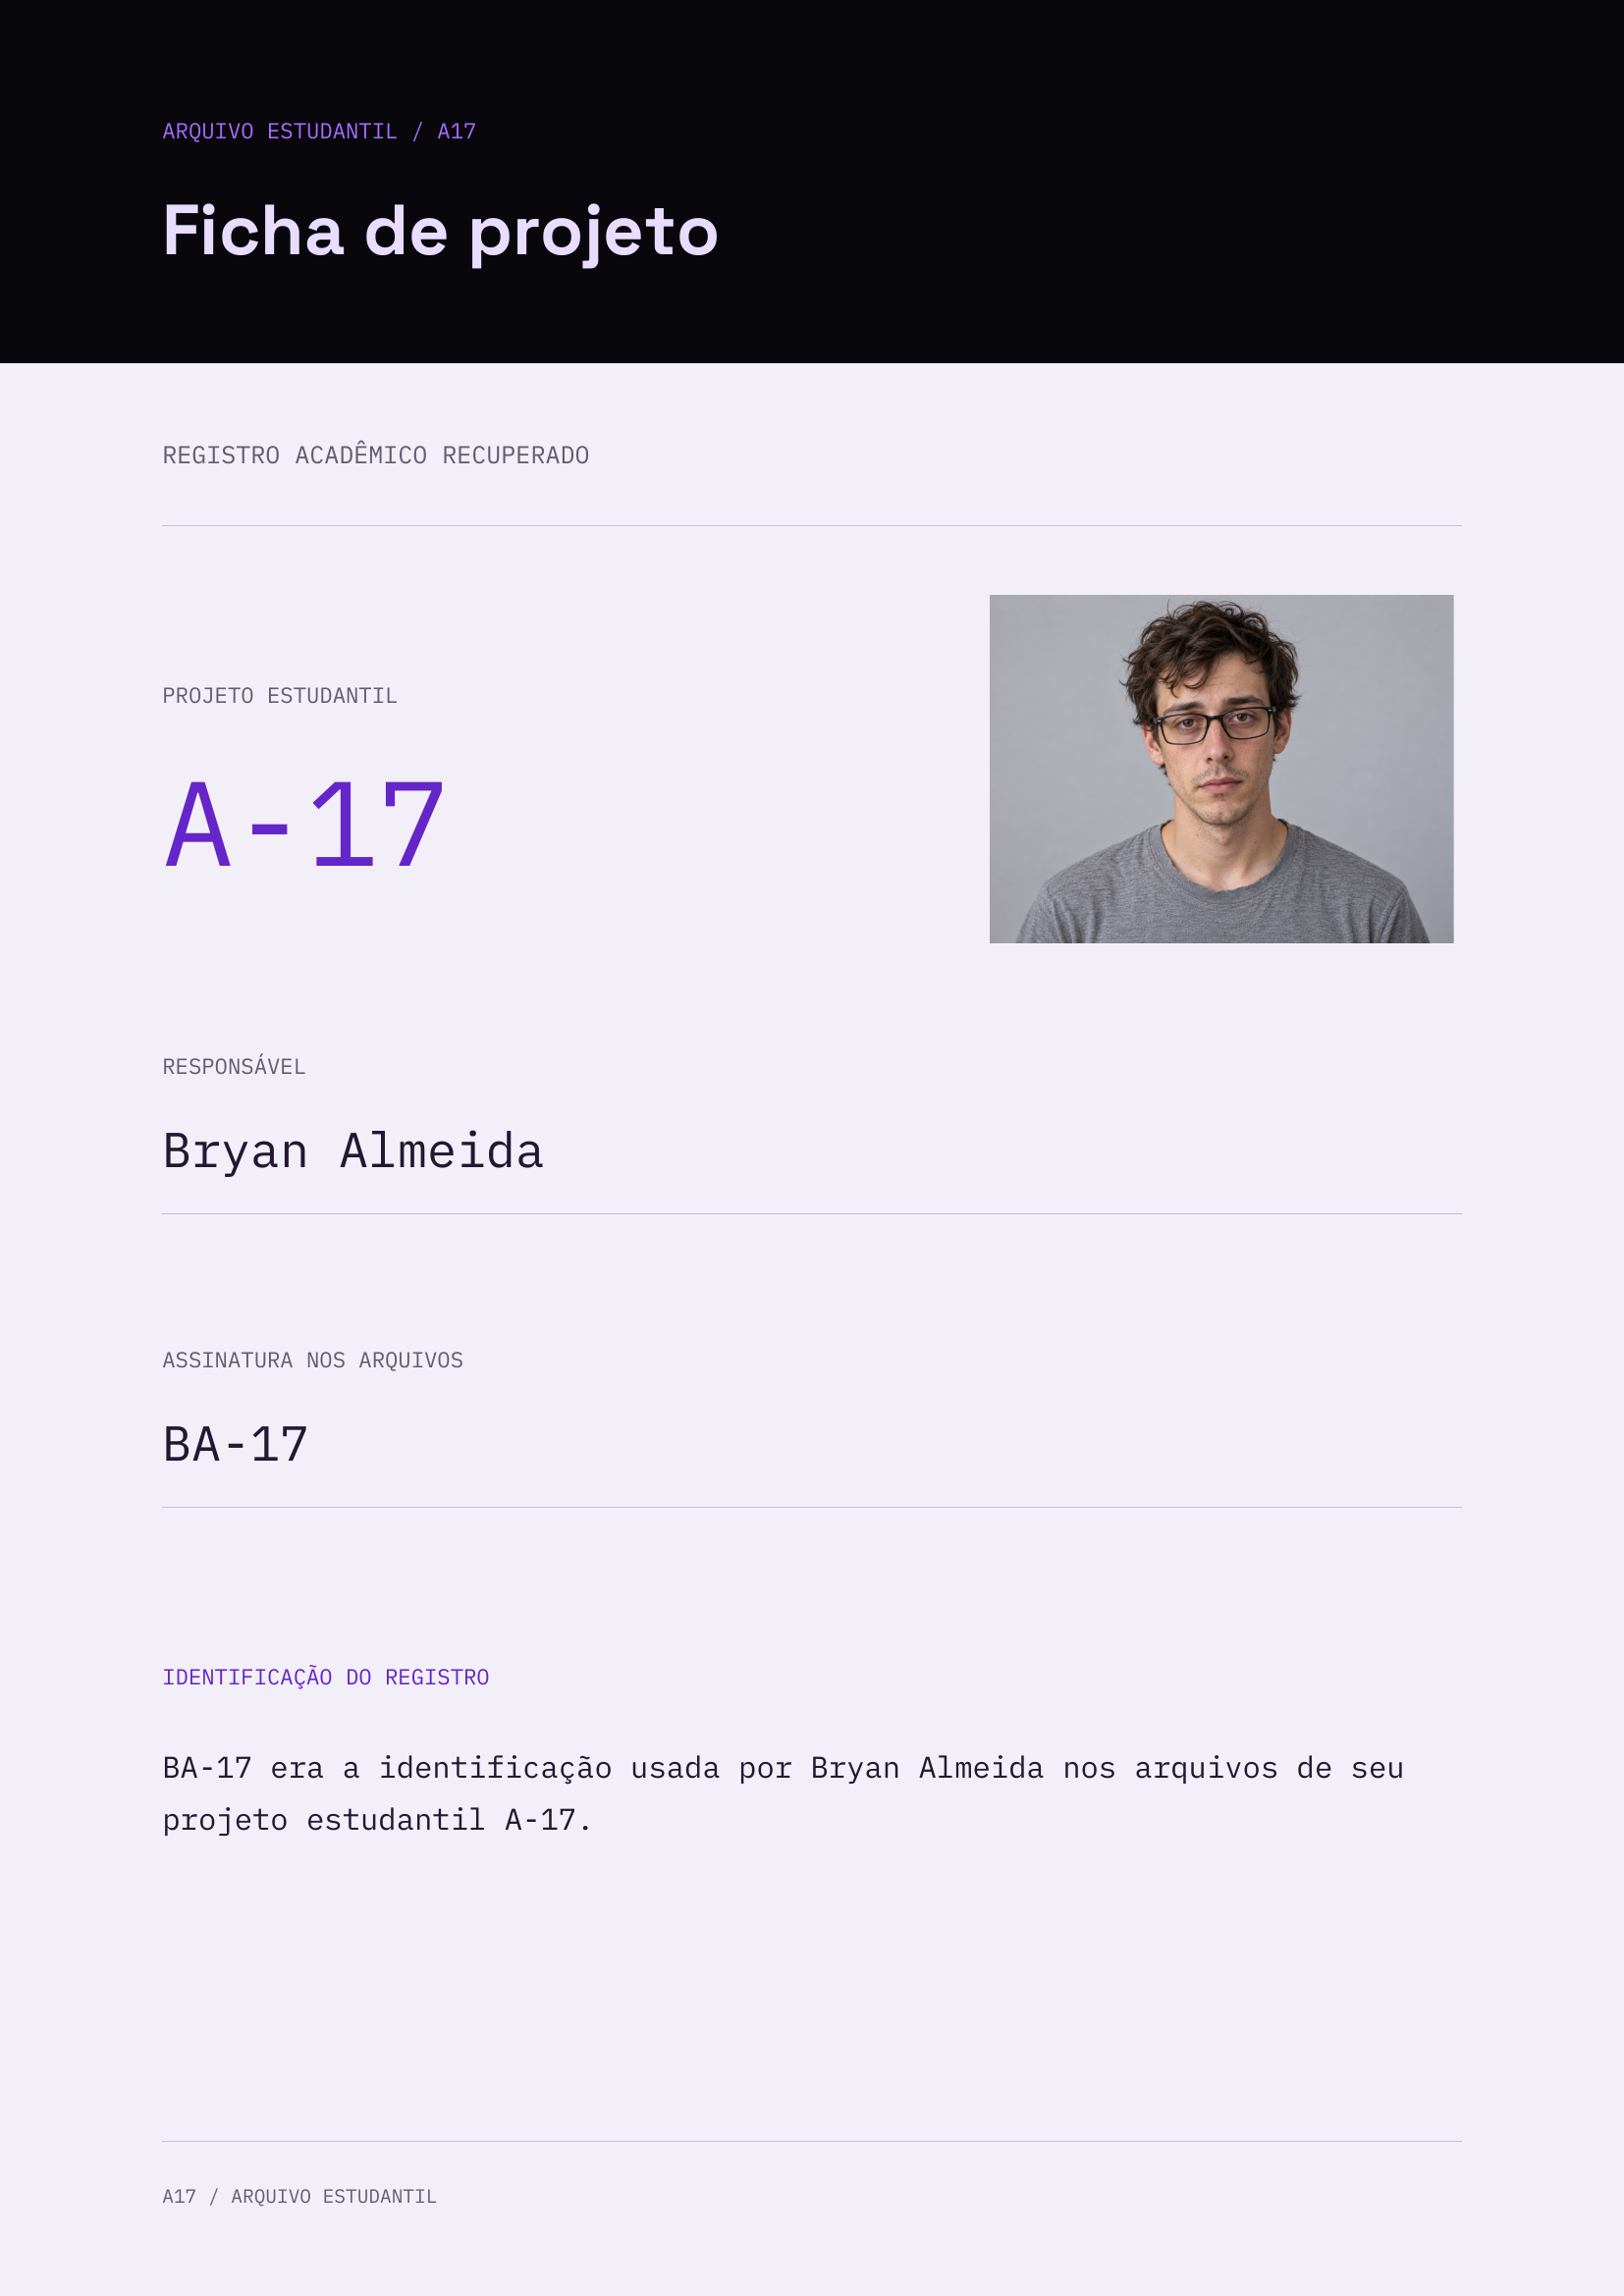 ARQUIVO ESTUDANTIL / A17
Ficha de projeto
REGISTRO ACADÊMICO RECUPERADO
PROJETO ESTUDANTIL
A-17
RESPONSÁVEL
Bryan Almeida
ASSINATURA NOS ARQUIVOS
BA-17
IDENTIFICAÇÃO DO REGISTRO
BA-17 era a identificação usada por Bryan Almeida nos arquivos de seu
projeto estudantil A-17.
A17 / ARQUIVO ESTUDANTIL